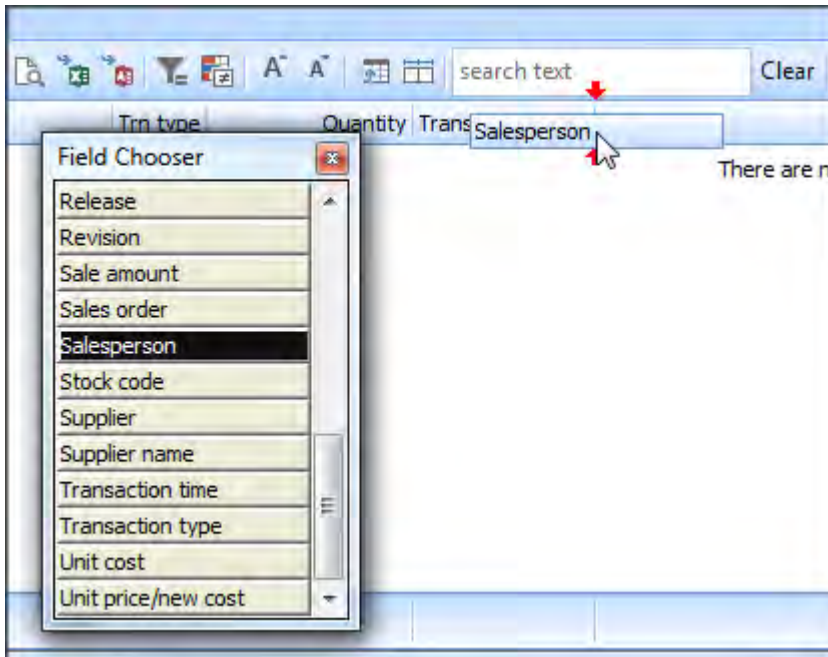 search text
Clear
Trn type
Quantity
Trans
Salesperson
There are n
Field Chooser
Release
Revision
Sale amount
Sales order
Salesperson
Stock code
Supplier
Supplier name
Transaction time
Transaction type
Unit cost
Unit price/new cost